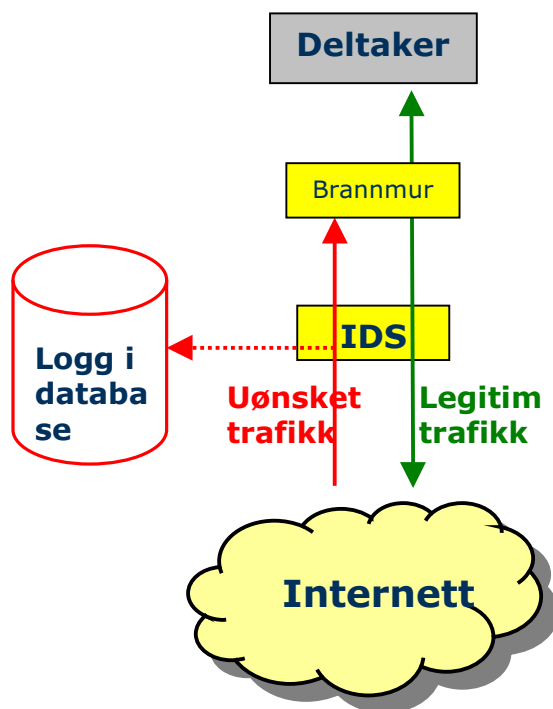 Deltaker
Brannmur
IDS
Logg i
databa
se
Uønsket
trafikk
Legitim
trafikk
Internett